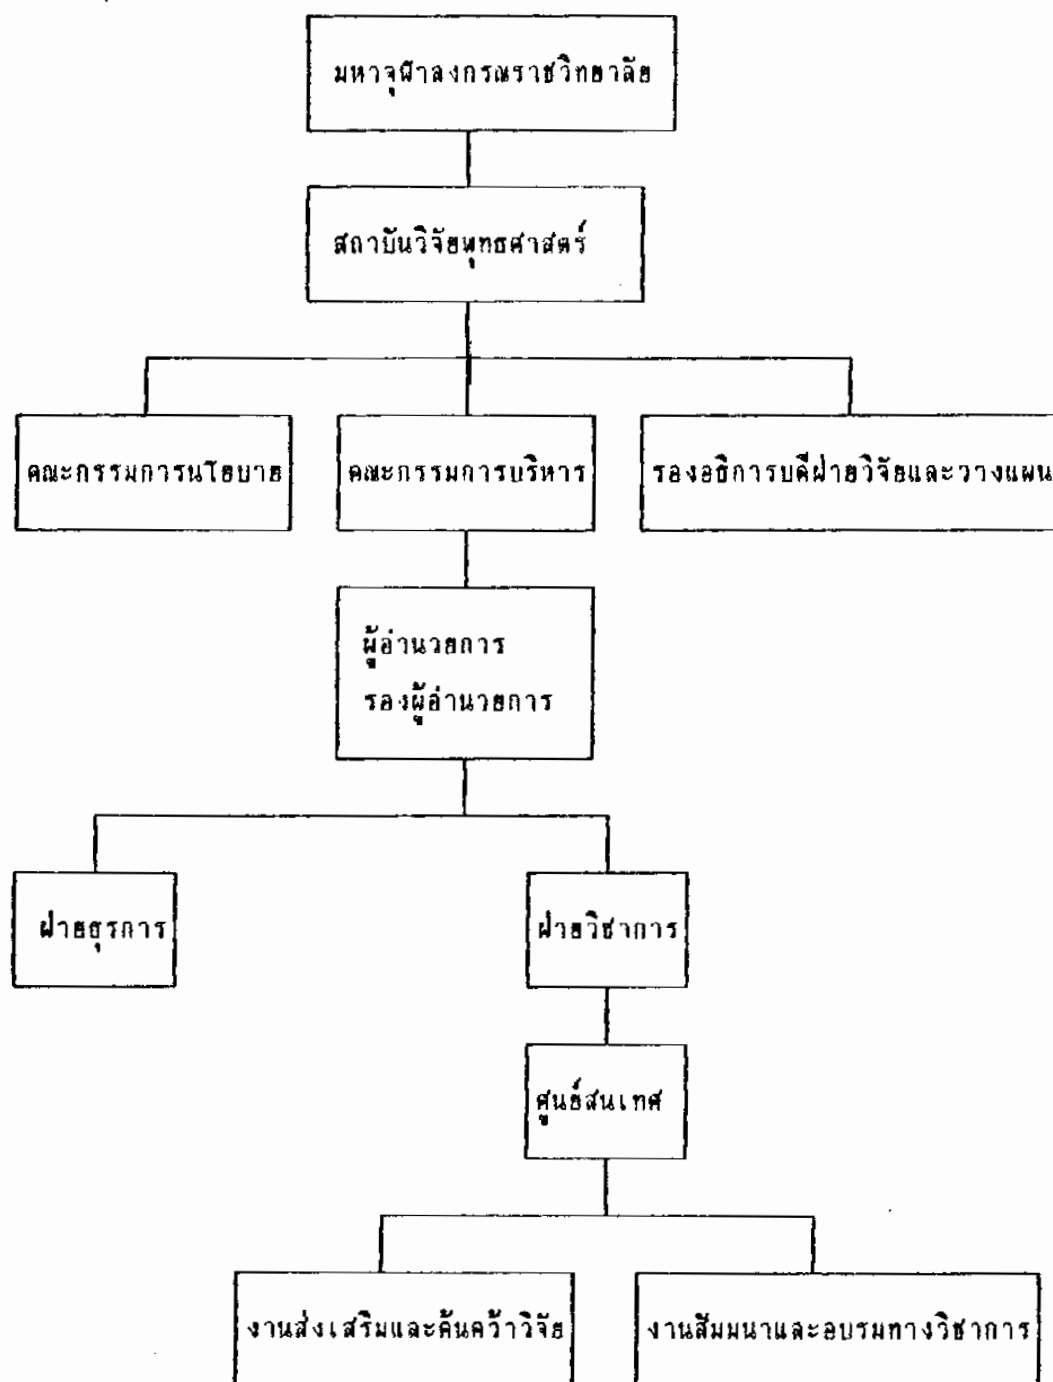 มหาจุฬาลงกรณราชวิทยาลัย
สถาบันวิจัยพุทธศาสตร์
คณะกรรมการนโยบาย
คณะกรรมการบริหาร
รองอธิการบดีฝ่ายวิจัยและวางแผน
ผู้อำนวยการ
รองผู้อำนวยการ
ฝ่ายธุรการ
ฝ่ายวิชาการ
ศูนย์สนเทศ
งานส่งเสริมและค้นคว้าวิจัย
งานสัมมนาและอบรมทางวิชาการ